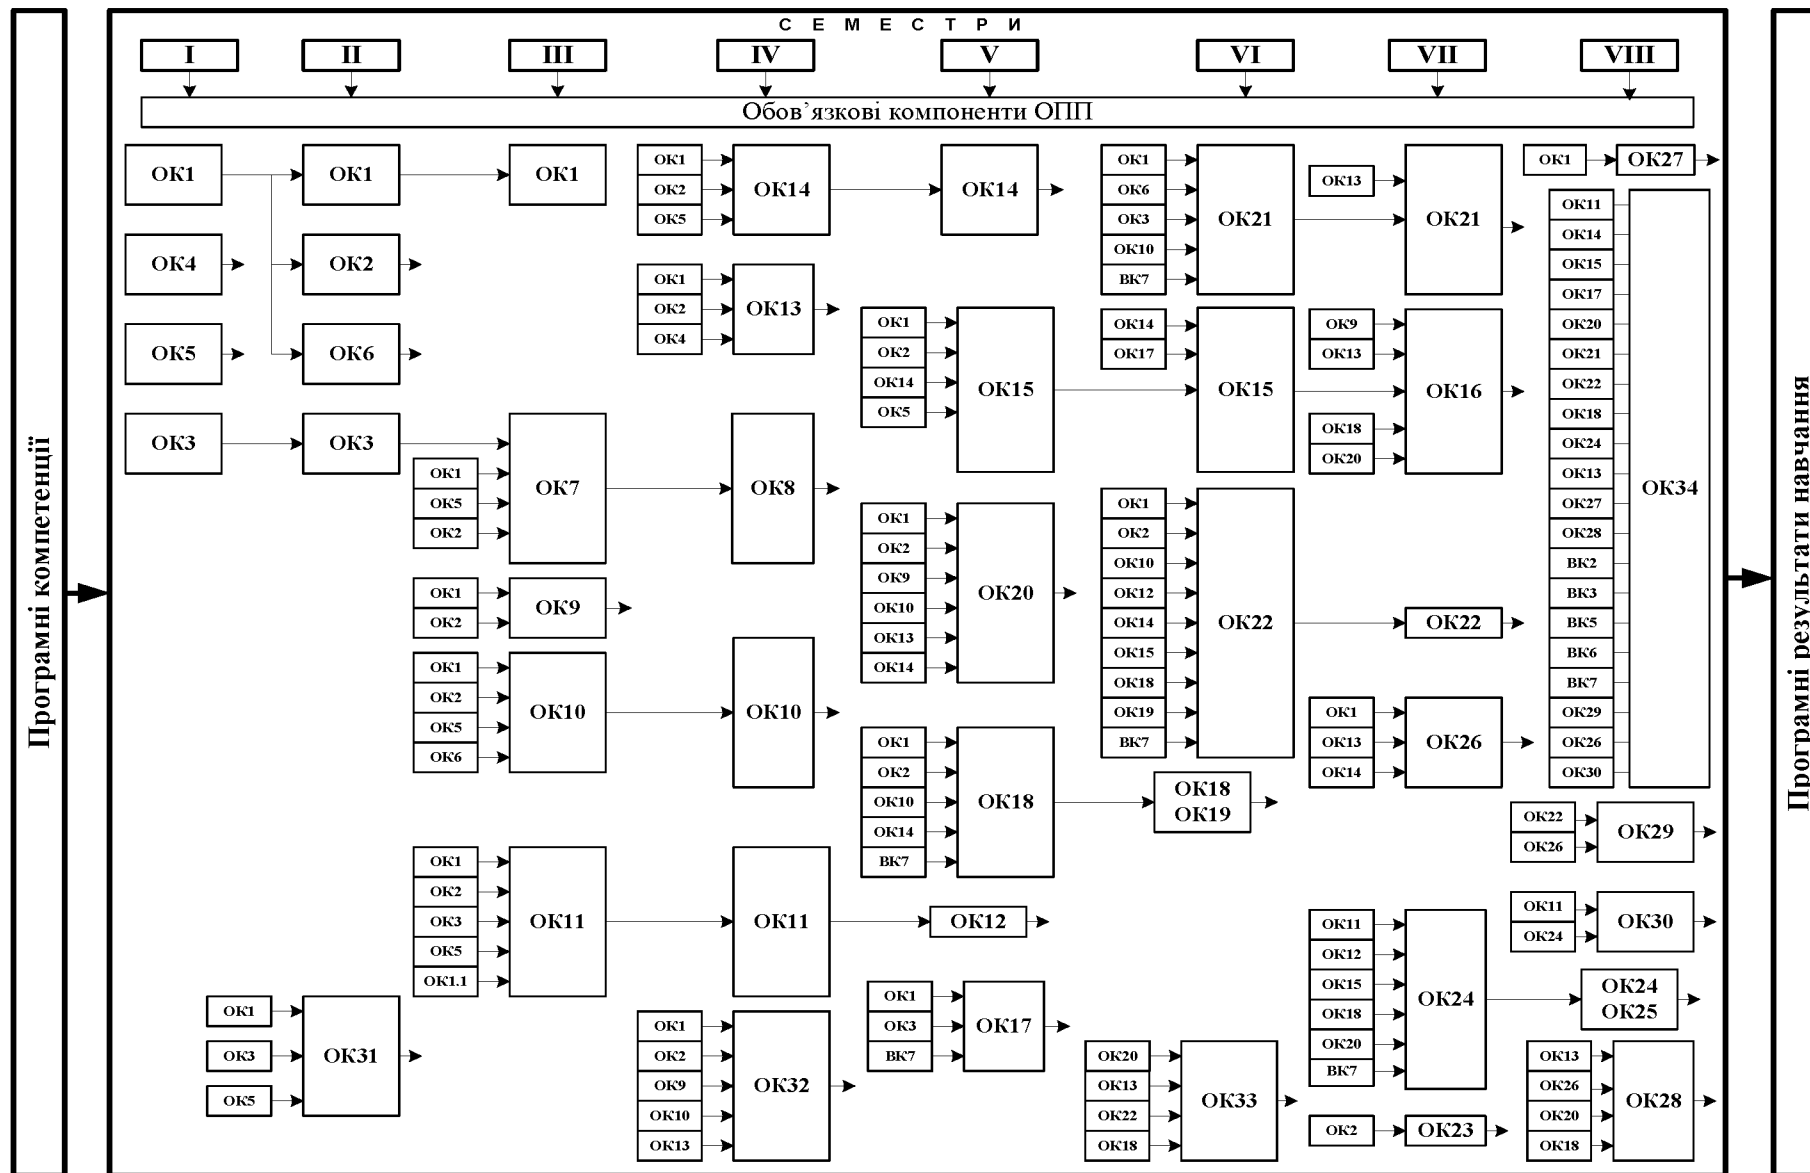 С Е М Е С Т Р И
I II III IV V VI VII VIII
Обов’язкові компоненти ОПП
Програмні компетенції
ОК1
ОК4
ОК5
ОК3
ОК1
ОК2
ОК6
ОК3
ОК1
ОК3
ОК5
ОК31
ОК1
ОК1
ОК5
ОК2
ОК7
ОК1
ОК2
ОК9
ОК1
ОК2
ОК5
ОК6
ОК10
ОК1
ОК2
ОК3
ОК5
ОК1.1
ОК11
ОК1
ОК2
ОК5
ОК14
ОК1
ОК2
ОК4
ОК13
ОК8
ОК10
ОК11
ОК1
ОК2
ОК9
ОК10
ОК13
ОК32
ОК14
ОК1
ОК2
ОК14
ОК5
ОК15
ОК1
ОК2
ОК9
ОК10
ОК13
ОК14
ОК20
ОК1
ОК2
ОК10
ОК14
ВК7
ОК18
ОК12
ОК1
ОК3
ВК7
ОК17
ОК1
ОК6
ОК3
ОК10
ВК7
ОК21
ОК14
ОК17
ОК15
ОК1
ОК2
ОК10
ОК12
ОК14
ОК15
ОК18
ОК19
ВК7
ОК22
ОК18
ОК19
ОК20
ОК13
ОК22
ОК18
ОК33
ОК13
ОК21
ОК9
ОК13
ОК18
ОК20
ОК16
ОК22
ОК1
ОК13
ОК14
ОК26
ОК11
ОК12
ОК15
ОК18
ОК20
ВК7
ОК24
ОК2
ОК23
ОК1
ОК27
ОК11
ОК14
ОК15
ОК17
ОК20
ОК21
ОК22
ОК18
ОК24
ОК13
ОК27
ОК28
ВК2
ВК3
ВК5
ВК6
ВК7
ОК29
ОК26
ОК30
ОК34
ОК22
ОК26
ОК29
ОК11
ОК24
ОК30
ОК24
ОК25
ОК13
ОК26
ОК20
ОК18
ОК28
Програмні результати навчання